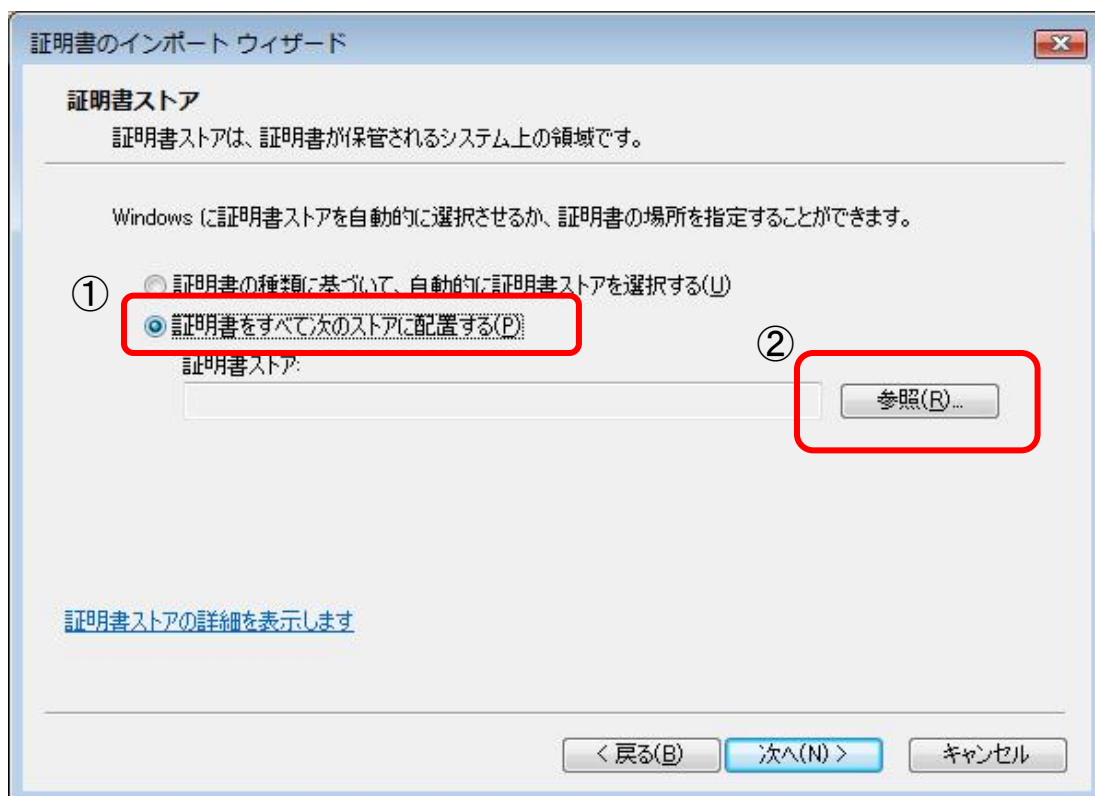 証明書のインポート ウィザード
証明書ストア
証明書ストアは、証明書が保管されるシステム上の領域です。
Windows に証明書ストアを自動的に選択させるか、証明書の場所を指定することができます。
証明書の種類に基づいて、自動的に証明書ストアを選択する(U)
①
証明書をすべて次のストアに配置する(P)
②
証明書ストア:
参照(R)...
証明書ストアの詳細を表示します
< 戻る(B)
次へ(N) >
キャンセル